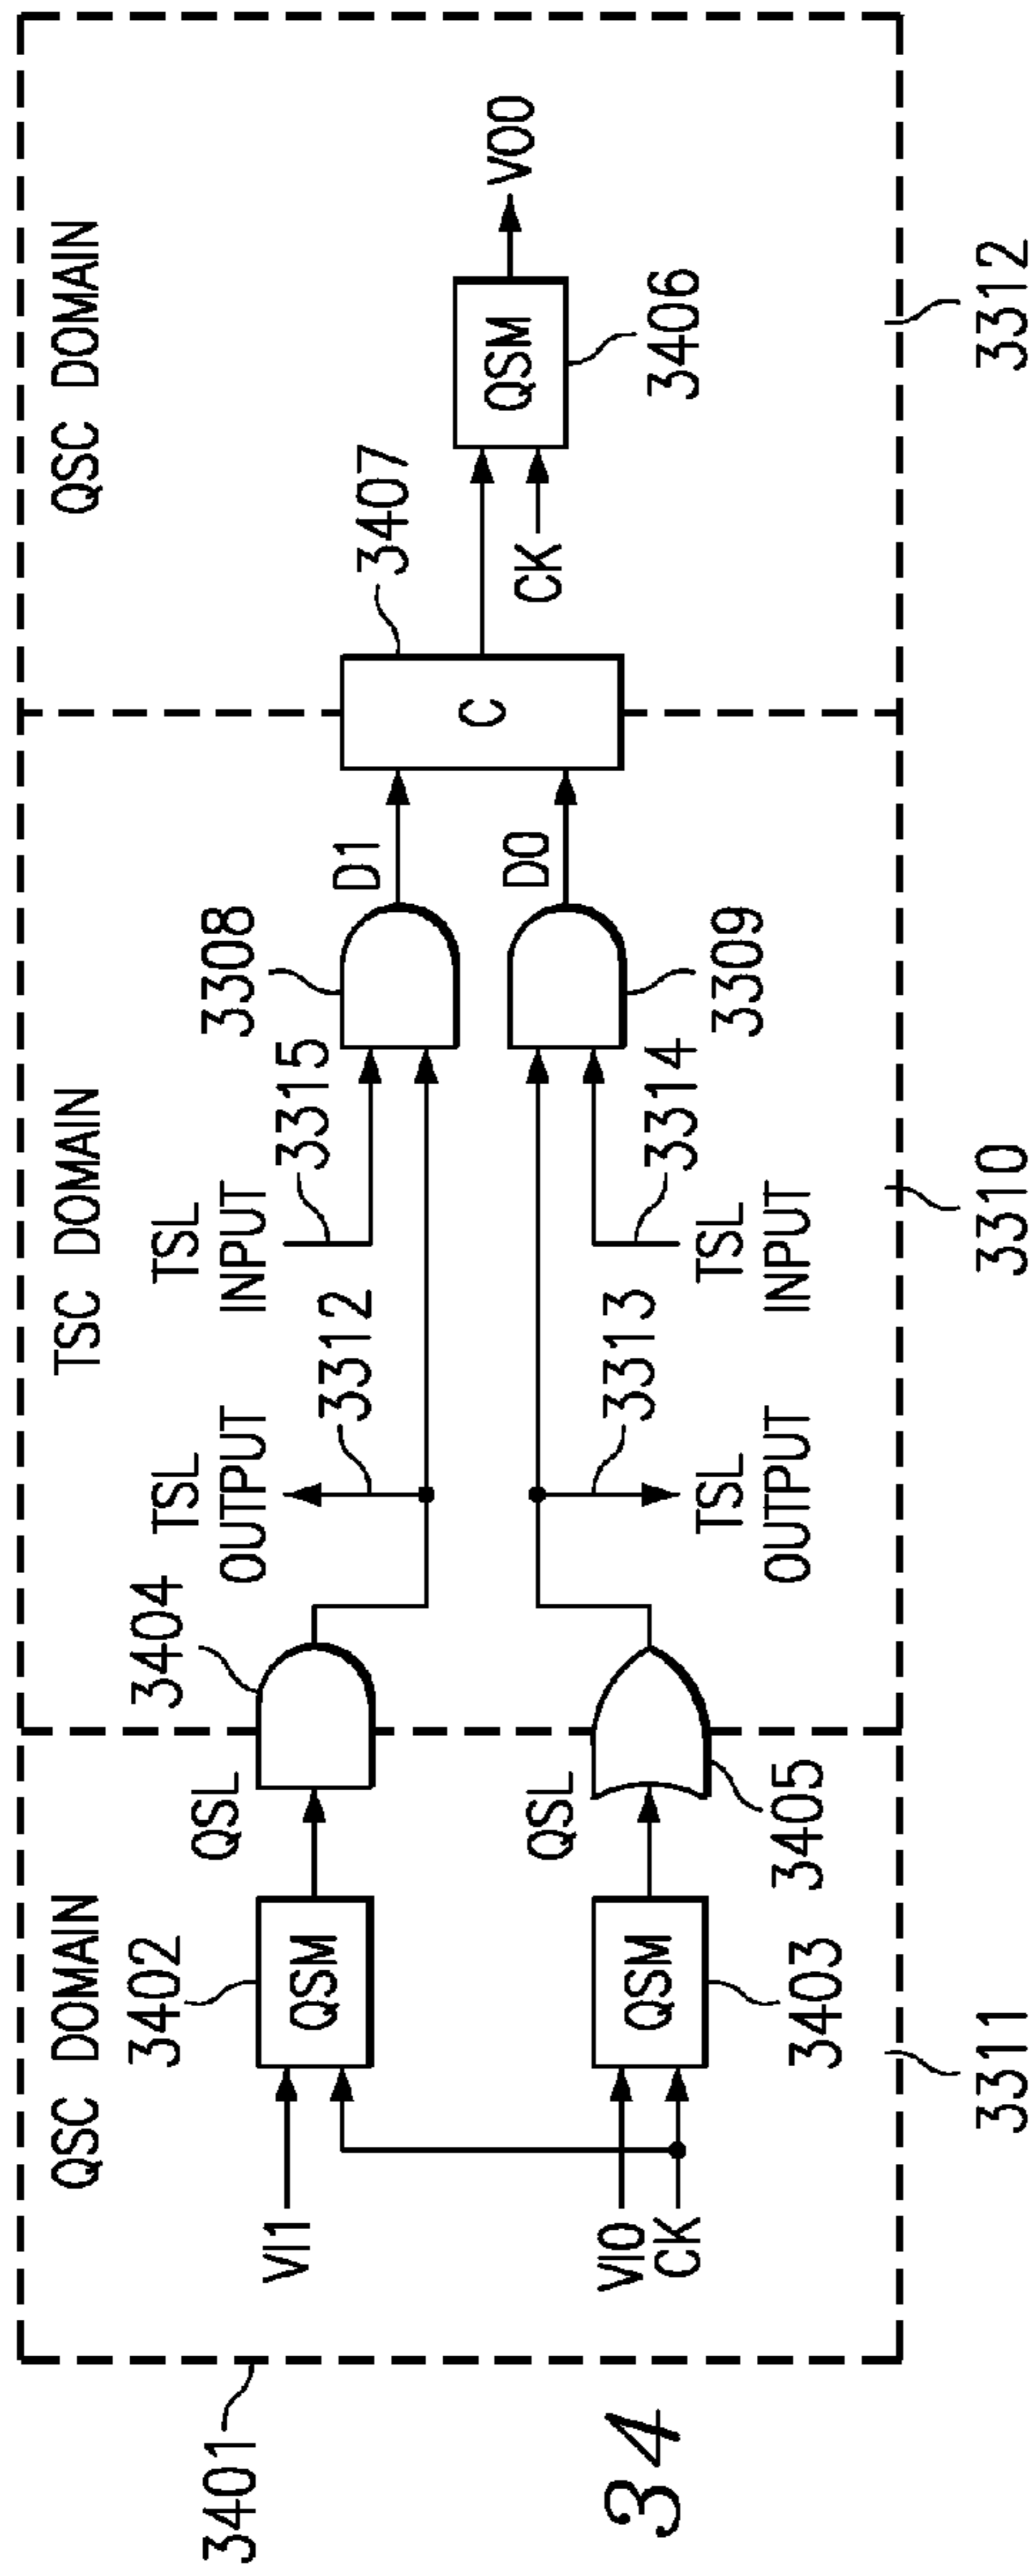 QSC DOMAIN
TSC DOMAIN
QSC DOMAIN
3401
VI1
VI0
CK
3402
QSM
QSM
3403
QSL
QSL
3404
3405
TSL
OUTPUT
3312
3313
TSL
OUTPUT
TSL
INPUT
3315
3314
TSL
INPUT
3308
3309
D1
D0
C
3407
CK
QSM
3406
VO0
3311
3310
3312
34